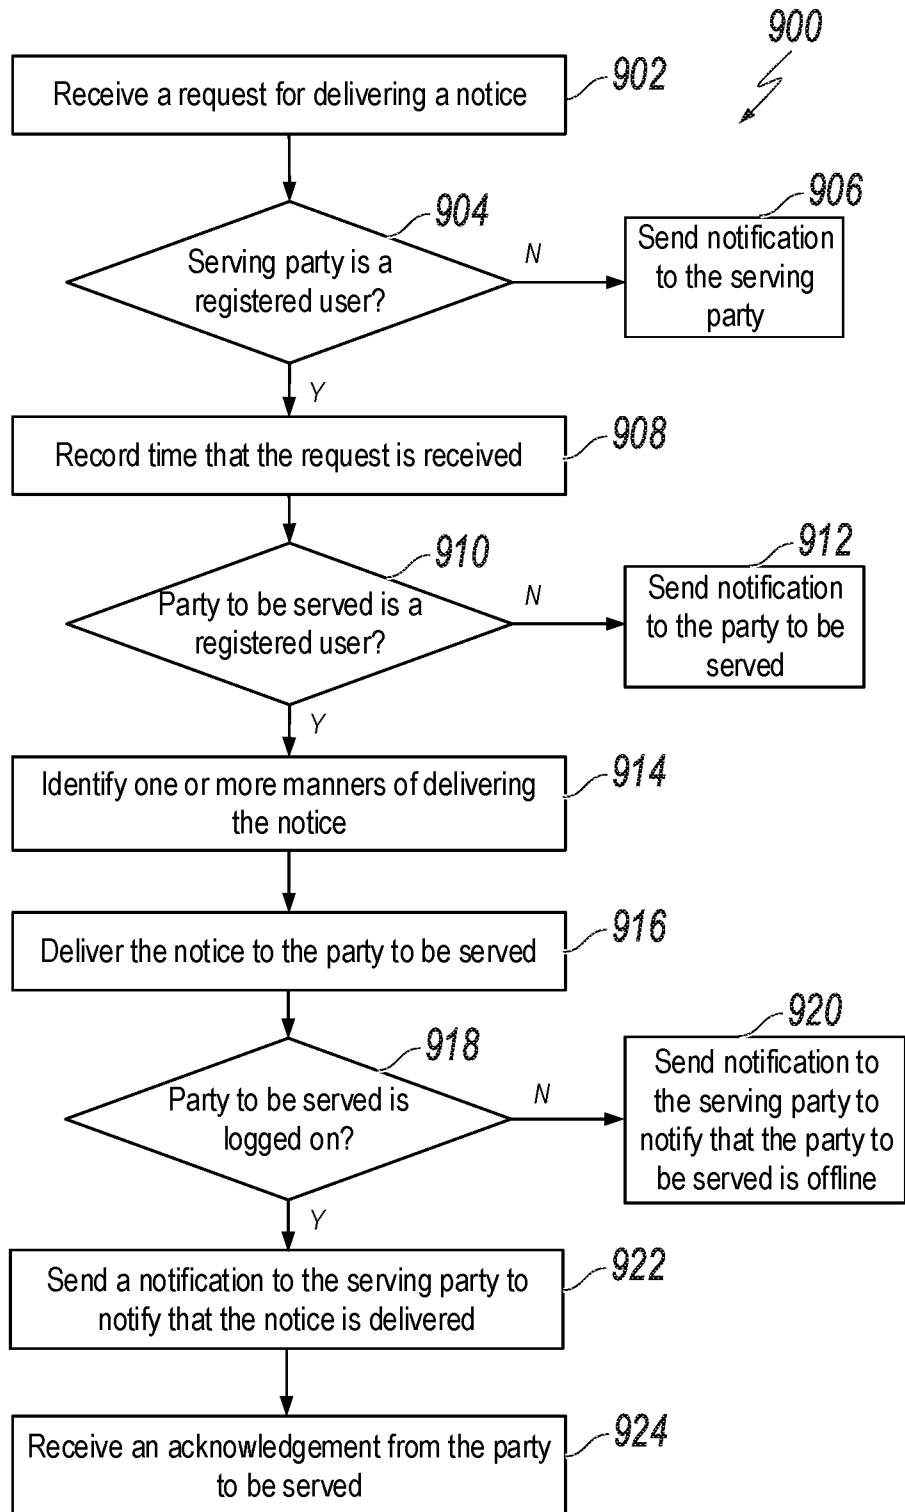 900
Receive a request for delivering a notice
902
904
Serving party is a
registered user?
N
906
Send notification
to the serving
party
Y
Record time that the request is received
908
910
Party to be served is a
registered user?
N
912
Send notification
to the party to be
served
Y
Identify one or more manners of delivering
the notice
914
Deliver the notice to the party to be served
916
918
Party to be served is
logged on?
N
920
Send notification to
the serving party to
notify that the party to
be served is offline
Y
Send a notification to the serving party to
notify that the notice is delivered
922
Receive an acknowledgement from the party
to be served
924